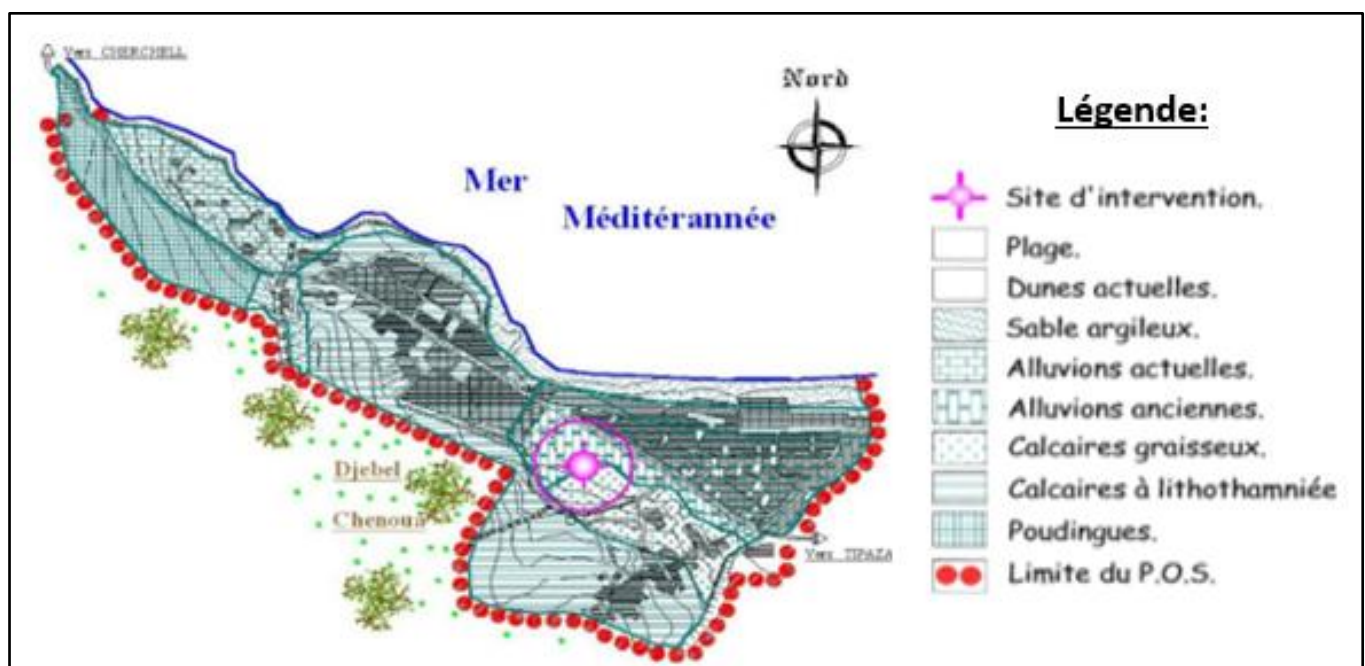 Vers CHERCHELL
Nord
Mer
Méditérannée
Djebel
Chenoua
Vers TIPAZA
Légende:
Site d'intervention.
Plage.
Dunes actuelles.
Sable argileux.
Alluvions actuelles.
Alluvions anciennes.
Calcaires graisseux.
Calcaires à lithothamniée
Poudingues.
Limite du P.O.S.